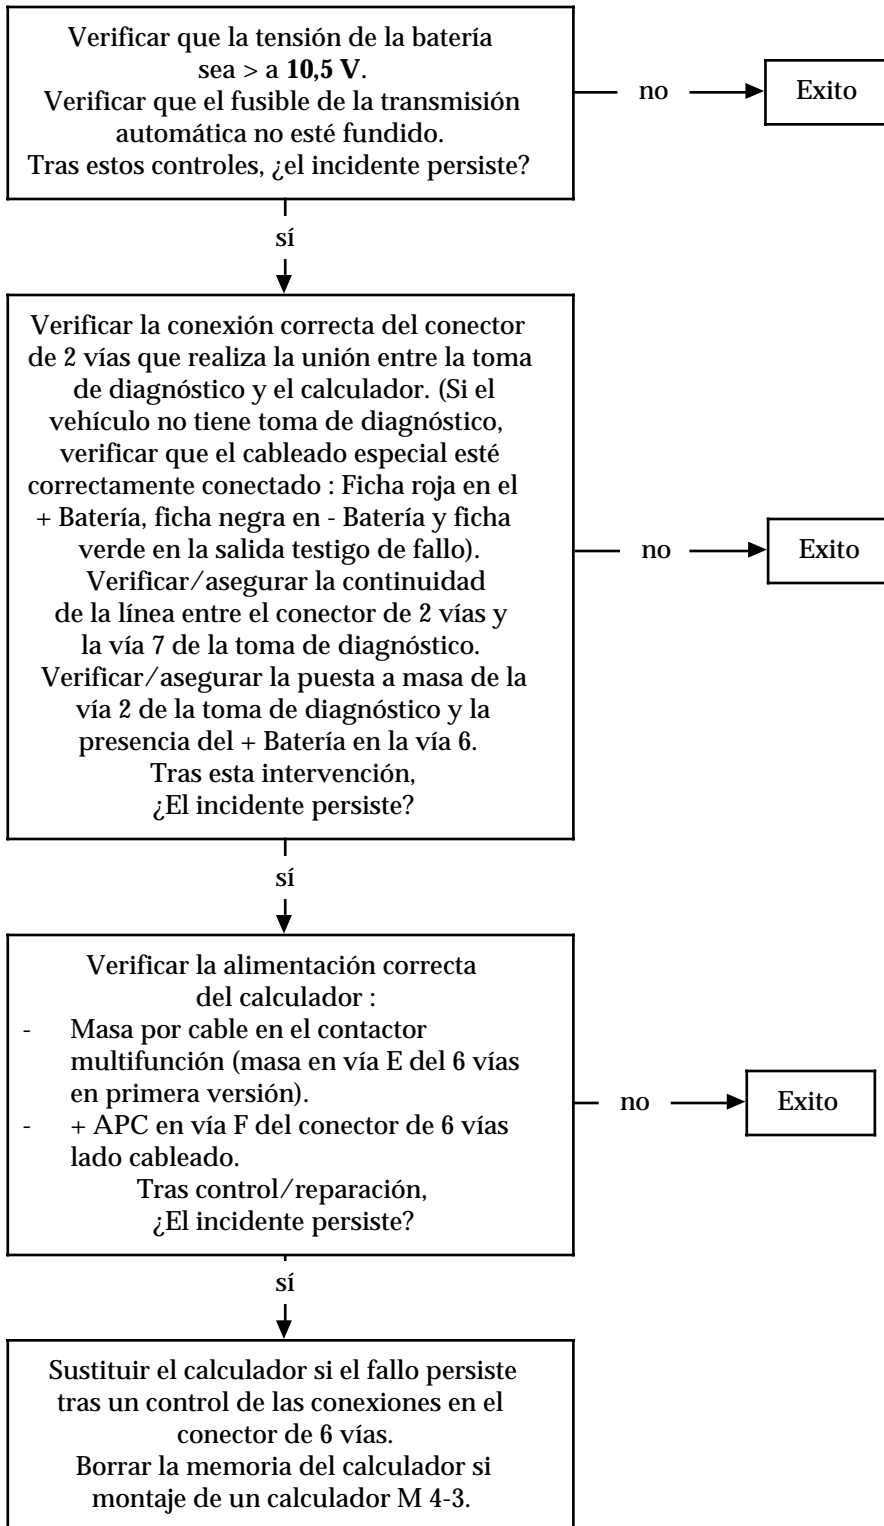 Verificar que la tensión de la batería
sea > a 10,5 V.
Verificar que el fusible de la transmisión
automática no esté fundido.
Tras estos controles, ¿el incidente persiste?
no
Exito
sí
Verificar la conexión correcta del conector
de 2 vías que realiza la unión entre la toma
de diagnóstico y el calculador. (Si el
vehículo no tiene toma de diagnóstico,
verificar que el cableado especial esté
correctamente conectado : Ficha roja en el
+ Batería, ficha negra en - Batería y ficha
verde en la salida testigo de fallo).
Verificar/asegurar la continuidad
de la línea entre el conector de 2 vías y
la vía 7 de la toma de diagnóstico.
Verificar/asegurar la puesta a masa de la
vía 2 de la toma de diagnóstico y la
presencia del + Batería en la vía 6.
Tras esta intervención,
¿El incidente persiste?
no
Exito
sí
Verificar la alimentación correcta
del calculador :
- Masa por cable en el contactor
multifunción (masa en vía E del 6 vías
en primera versión).
- + APC en vía F del conector de 6 vías
lado cableado.
Tras control/reparación,
¿El incidente persiste?
no
Exito
sí
Sustituir el calculador si el fallo persiste
tras un control de las conexiones en el
conector de 6 vías.
Borrar la memoria del calculador si
montaje de un calculador M 4-3.